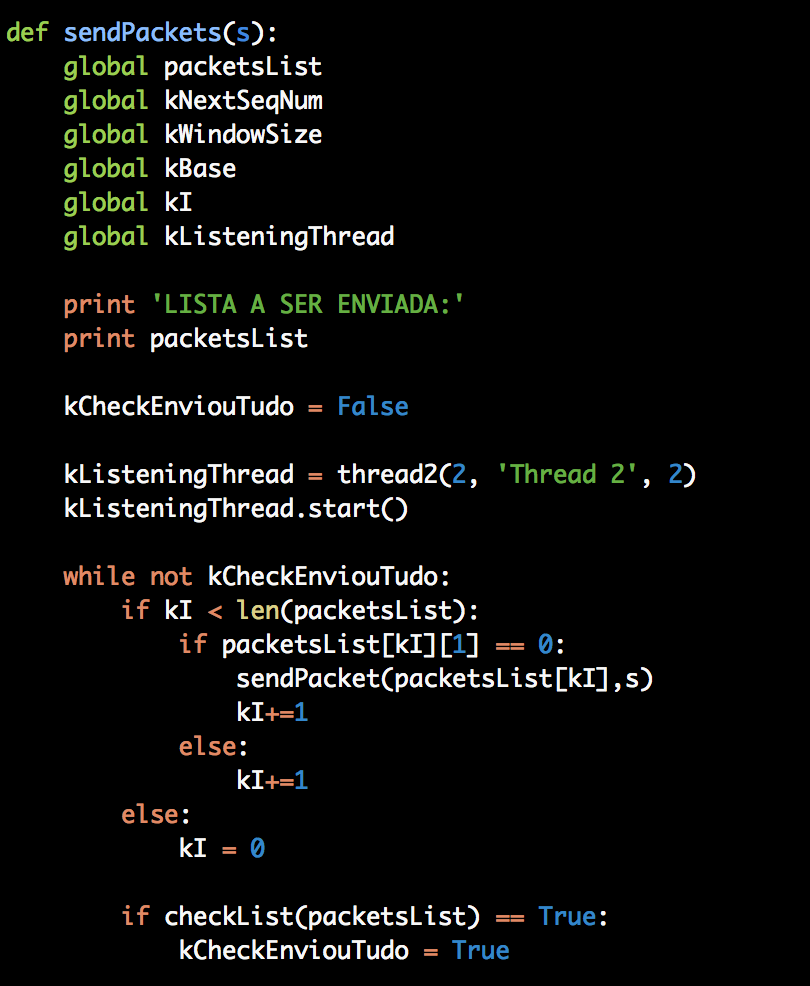 def sendPackets(s):
    global packetsList
    global kNextSeqNum
    global kWindowSize
    global kBase
    global kI
    global kListeningThread
    print 'LISTA A SER ENVIADA:'
    print packetsList
    kCheckEnviouTudo = False
    kListeningThread = thread2(2, 'Thread 2', 2)
    kListeningThread.start()
    while not kCheckEnviouTudo:
        if kI < len(packetsList):
            if packetsList[kI][1] == 0:
                sendPacket(packetsList[kI],s)
                kI+=1
            else:
                kI+=1
        else:
            kI = 0
        if checkList(packetsList) == True:
            kCheckEnviouTudo = True